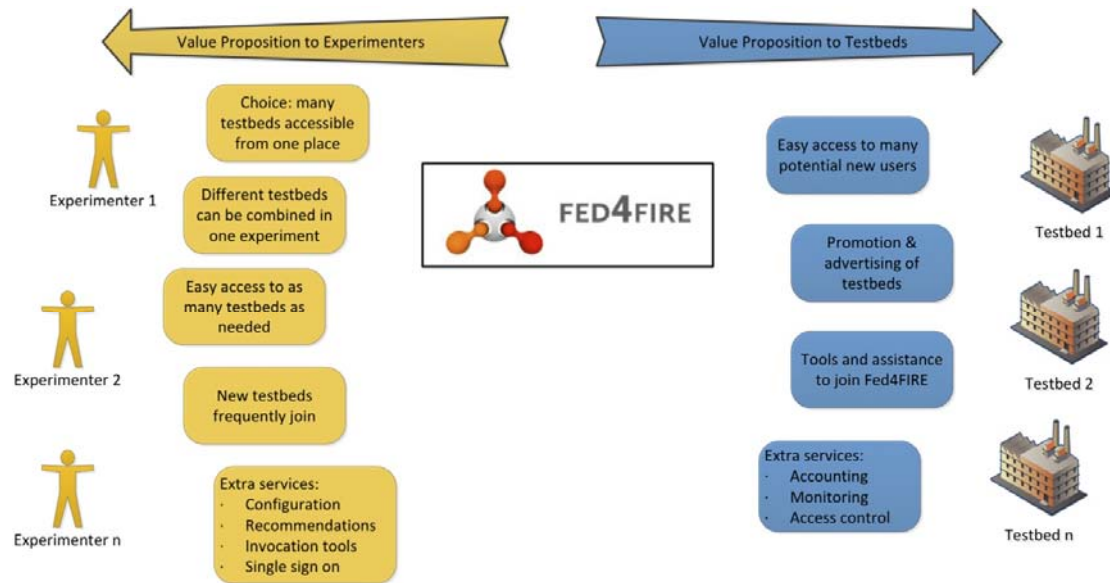 Value Proposition to Experimenters
Value Proposition to Testbeds
Experimenter 1
Choice: many
testbeds accessible
from one place
Different testbeds
can be combined in
one experiment
Experimenter 2
Easy access to as
many testbeds as
needed
New testbeds
frequently join
Experimenter n
Extra services:
· Configuration
· Recommendations
· Invocation tools
· Single sign on
FED4FIRE
Easy access to many
potential new users
Testbed 1
Promotion &
advertising of
testbeds
Testbed 2
Tools and assistance
to join Fed4FIRE
Extra services:
· Accounting
· Monitoring
· Access control
Testbed n